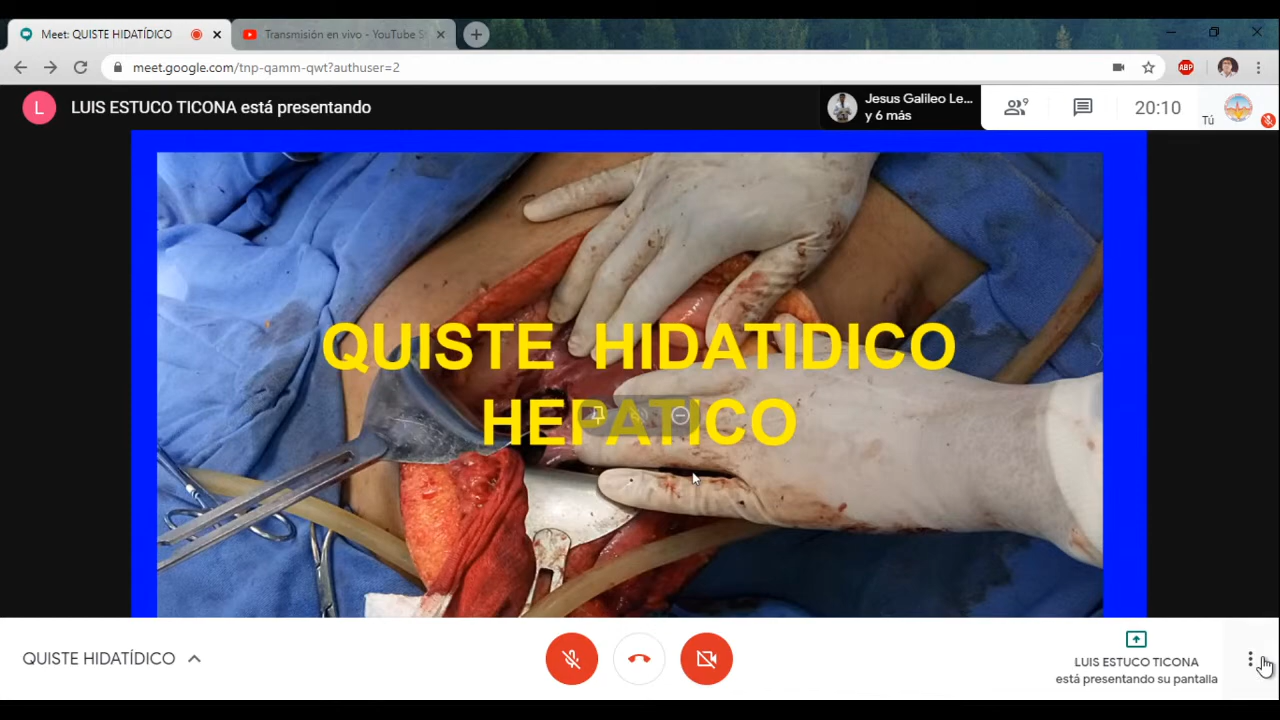 Meet: QUISTE HIDATÍDICO
Transmisión en vivo - YouTube S
meet.google.com/tnp-qamm-qwt?authuser=2
ABP
L
LUIS ESTUCO TICONA está presentando
Jesus Galileo Le...
y 6 más
9
20:10
Tú
QUISTE HIDATIDICO
HEPATICO
QUISTE HIDATÍDICO
LUIS ESTUCO TICONA
está presentando su pantalla